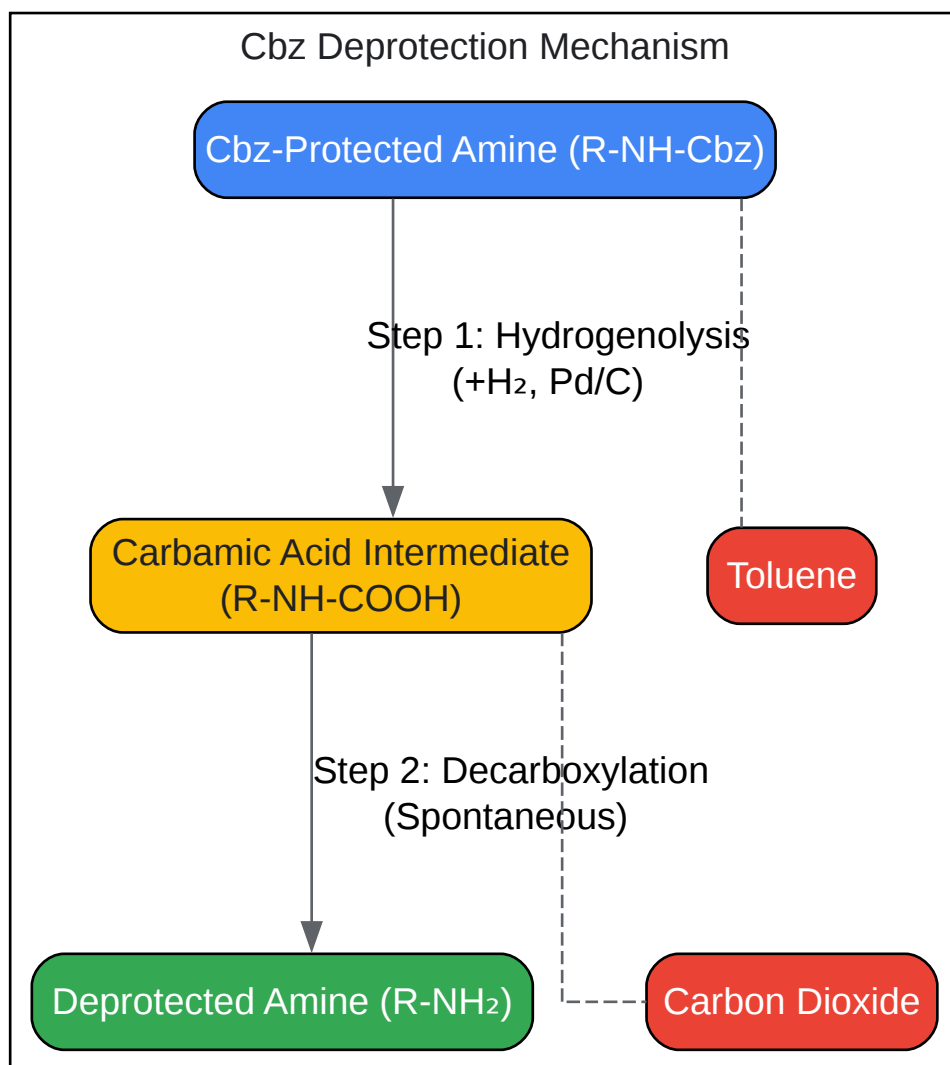 Cbz Deprotection Mechanism
Cbz-Protected Amine (R-NH-Cbz)
Step 1: Hydrogenolysis
(+H₂, Pd/C)
Carbamic Acid Intermediate
(R-NH-COOH)
Toluene
Step 2: Decarboxylation
(Spontaneous)
Deprotected Amine (R-NH₂)
Carbon Dioxide